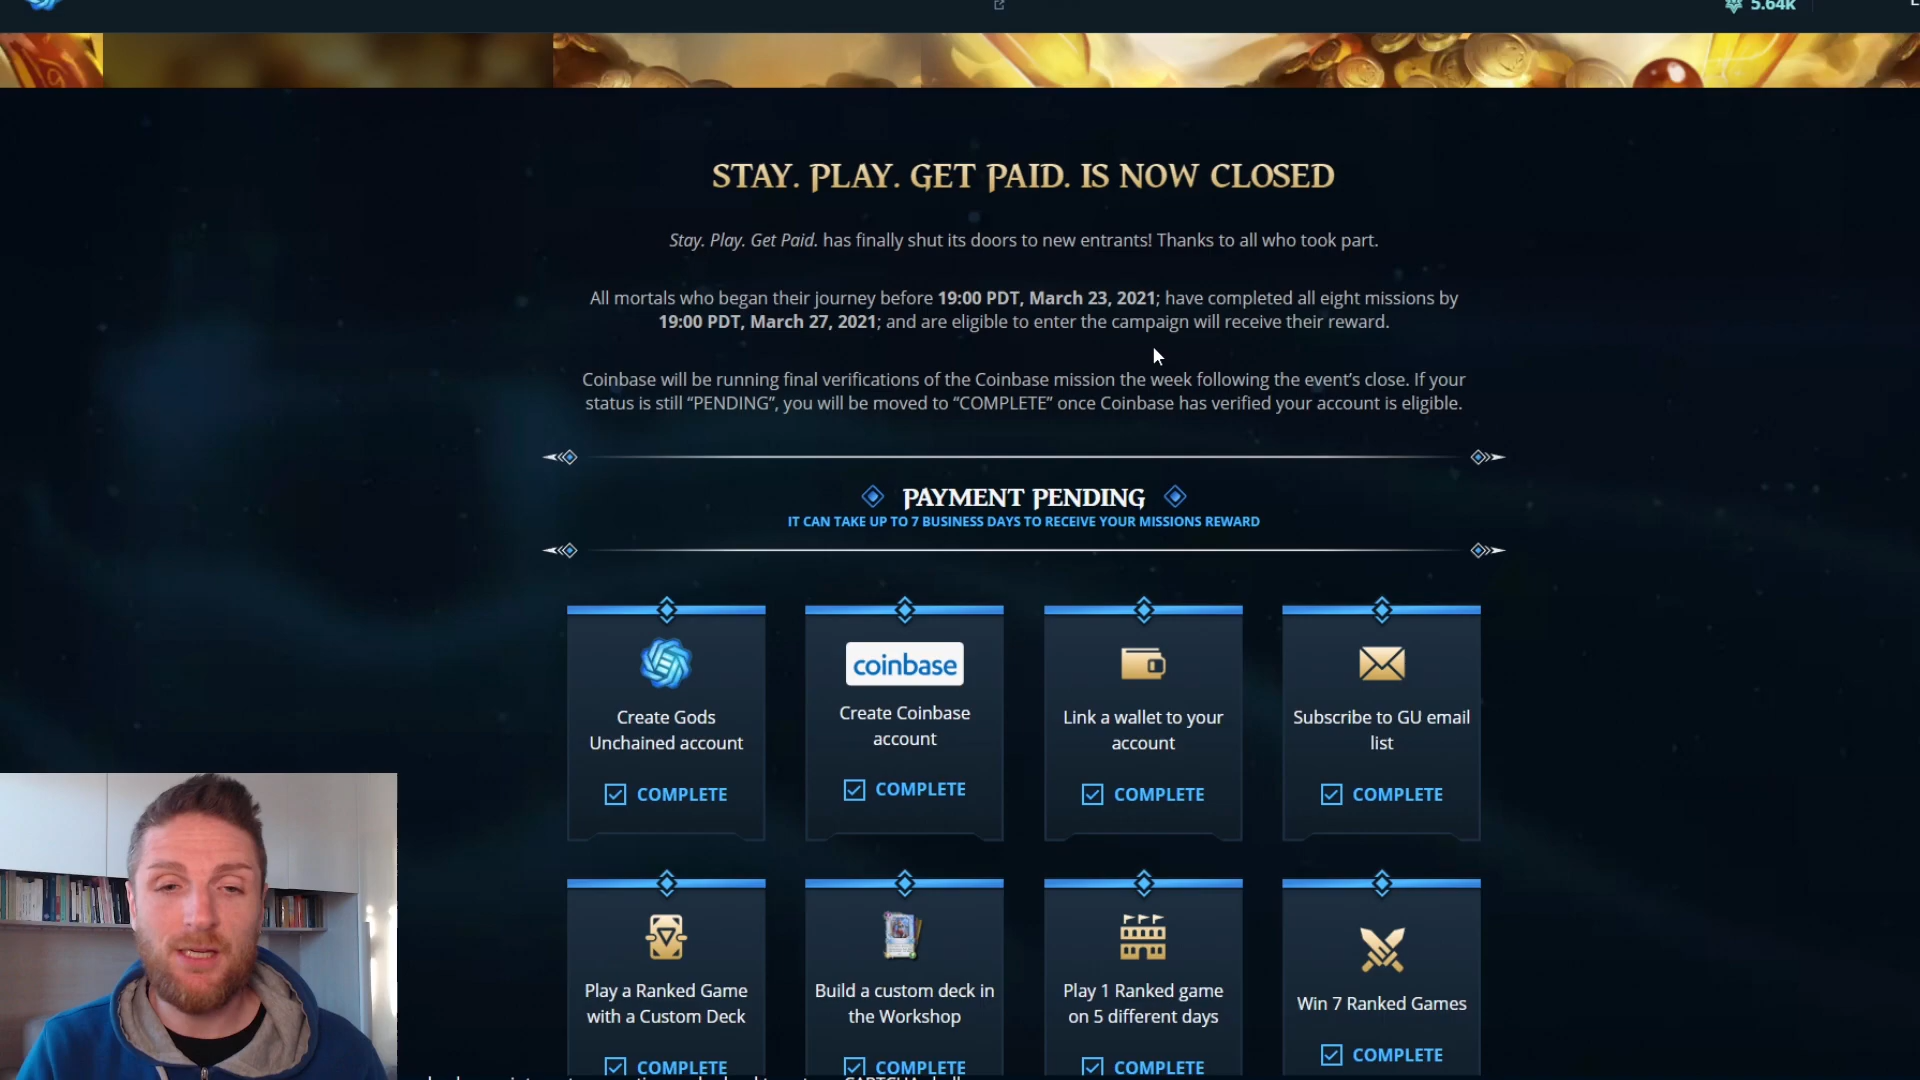 5.64k
STAY. PLAY. GET PAID. IS NOW CLOSED
Stay. Play. Get Paid. has finally shut its doors to new entrants! Thanks to all who took part.
All mortals who began their journey before 19:00 PDT, March 23, 2021; have completed all eight missions by
19:00 PDT, March 27, 2021; and are eligible to enter the campaign will receive their reward.
Coinbase will be running final verifications of the Coinbase mission the week following the event's close. If your
status is still “PENDING”, you will be moved to “COMPLETE” once Coinbase has verified your account is eligible.
PAYMENT PENDING
IT CAN TAKE UP TO 7 BUSINESS DAYS TO RECEIVE YOUR MISSIONS REWARD
Create Gods
Unchained account
COMPLETE
coinbase
Create Coinbase
account
COMPLETE
Link a wallet to your
account
COMPLETE
Subscribe to GU email
list
COMPLETE
Play a Ranked Game
with a Custom Deck
COMPLETE
Build a custom deck in
the Workshop
COMPLETE
Play 1 Ranked game
on 5 different days
COMPLETE
Win 7 Ranked Games
COMPLETE